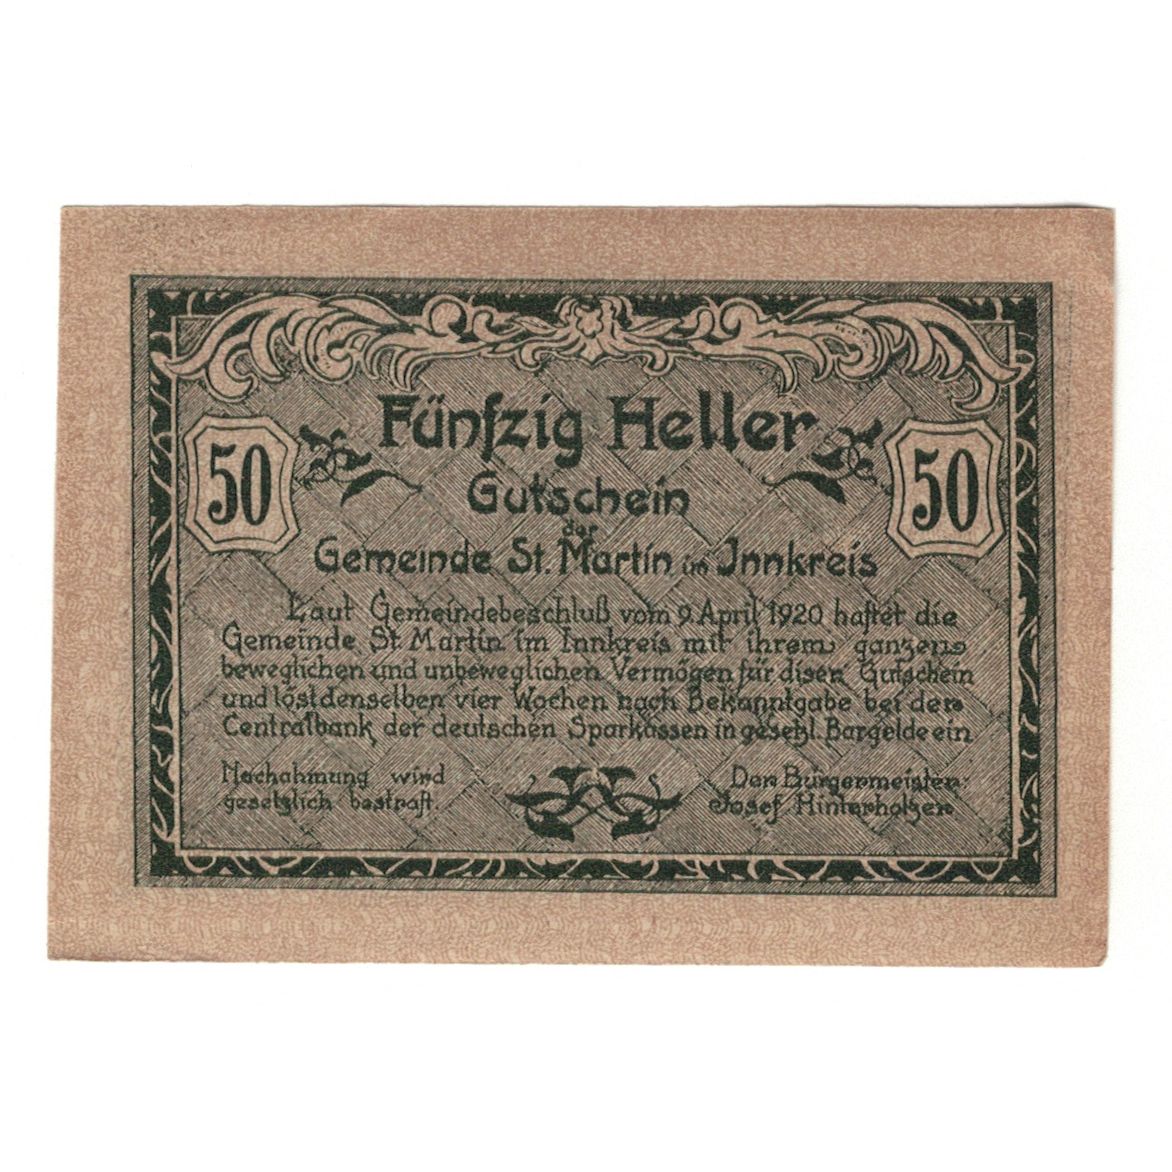 Fünfzig Heller
50
50
Gutschein
der
Gemeinde St. Martin im Innkreis
Laut Gemeindebeschluß vom 9. April 1920 haftet die
Gemeinde St. Martin im Innkreis mit ihrem ganzen
beweglichen und unbeweglichen Vermögen für disen Gutschein
und löst denselben vier Wochen nach Bekanntgabe bei der
Centralbank der deutschen Sparkassen in gesetzl. Bargelde ein
Nachahmung wird
gesetzlich bestraft.
Der Bürgermeister:
Josef Hinterholzer